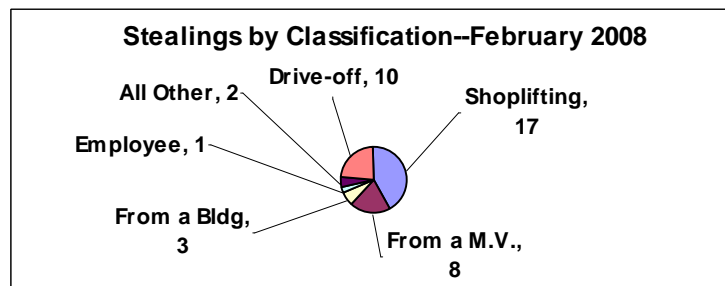 Stealings by Classification--February 2008
Drive-off, 10
All Other, 2
Shoplifting,
17
Employee, 1
From a Bldg,
3
From a M.V.,
8